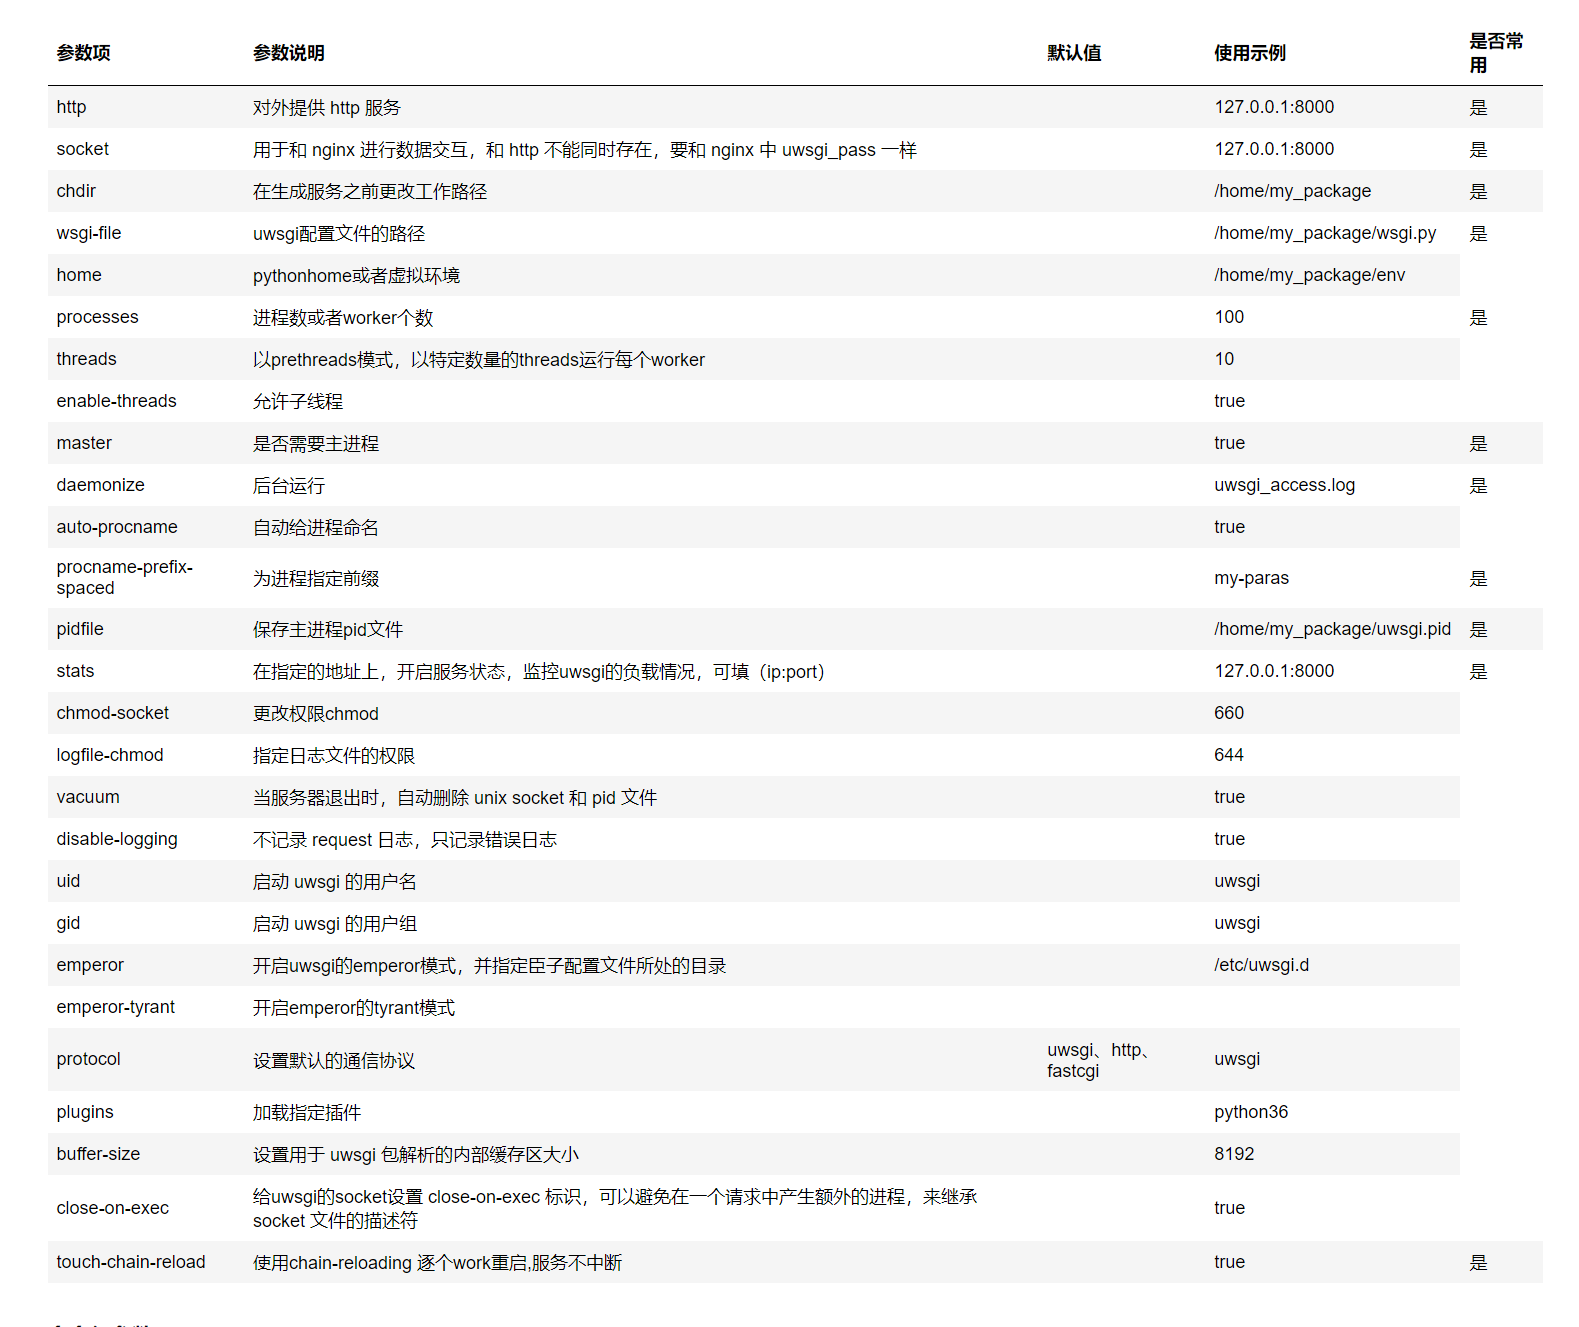 参数项 参数说明 默认值 使用示例 是否常
用
http 对外提供 http 服务 127.0.0.1:8000 是
socket 用于和 nginx 进行数据交互，和 http 不能同时存在，要和 nginx 中 uwsgi_pass 一样 127.0.0.1:8000 是
chdir 在生成服务之前更改工作路径 /home/my_package 是
wsgi-file uwsgi配置文件的路径 /home/my_package/wsgi.py 是
home pythonhome或者虚拟环境 /home/my_package/env
processes 进程数或者worker个数 100 是
threads 以prethreads模式，以特定数量的threads运行每个worker 10
enable-threads 允许子线程 true
master 是否需要主进程 true 是
daemonize 后台运行 uwsgi_access.log 是
auto-procname 自动给进程命名 true
procname-prefix-
spaced 为进程指定前缀 my-paras 是
pidfile 保存主进程pid文件 /home/my_package/uwsgi.pid 是
stats 在指定的地址上，开启服务状态，监控uwsgi的负载情况，可填（ip:port） 127.0.0.1:8000 是
chmod-socket 更改权限chmod 660
logfile-chmod 指定日志文件的权限 644
vacuum 当服务器退出时，自动删除 unix socket 和 pid 文件 true
disable-logging 不记录 request 日志，只记录错误日志 true
uid 启动 uwsgi 的用户名 uwsgi
gid 启动 uwsgi 的用户组 uwsgi
emperor 开启uwsgi的emperor模式，并指定臣子配置文件所处的目录 /etc/uwsgi.d
emperor-tyrant 开启emperor的tyrant模式
protocol 设置默认的通信协议 uwsgi、http、
fastcgi uwsgi
plugins 加载指定插件 python36
buffer-size 设置用于 uwsgi 包解析的内部缓存区大小 8192
close-on-exec 给uwsgi的socket设置 close-on-exec 标识，可以避免在一个请求中产生额外的进程，来继承
socket 文件的描述符 true
touch-chain-reload 使用chain-reloading 逐个work重启,服务不中断 true 是